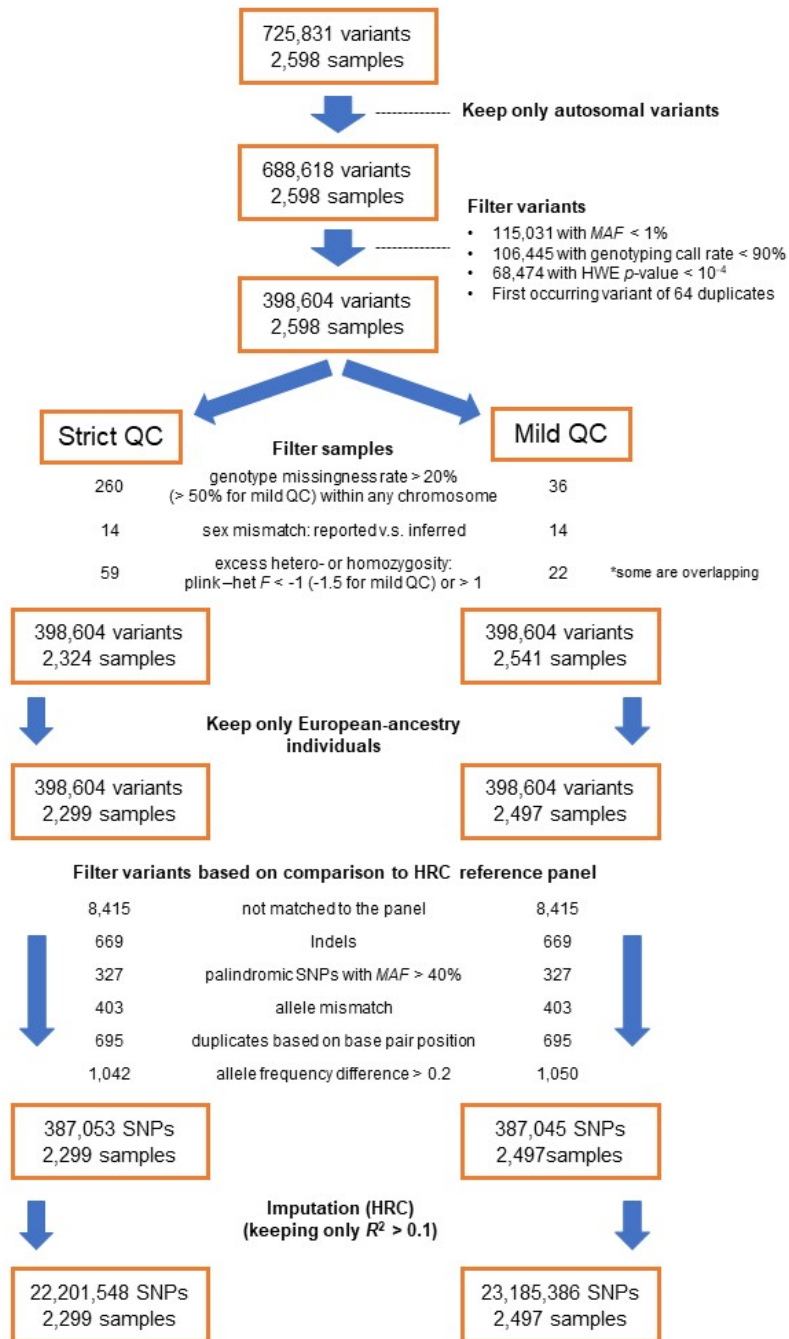 725,831 variants
2,598 samples
Keep only autosomal variants
688,618 variants
2,598 samples
Filter variants
• 115,031 with MAF < 1%
• 106,445 with genotyping call rate < 90%
• 68,474 with HWE p-value < 10⁻⁴
• First occurring variant of 64 duplicates
398,604 variants
2,598 samples
Strict QC
Mild QC
Filter samples
260 genotype missingness rate > 20% 36
(> 50% for mild QC) within any chromosome
14 sex mismatch: reported v.s. inferred 14
59 excess hetero- or homozygosity: 22 *some are overlapping
plink–het F < -1 (-1.5 for mild QC) or > 1
398,604 variants
2,324 samples
398,604 variants
2,541 samples
Keep only European-ancestry
individuals
398,604 variants
2,299 samples
398,604 variants
2,497 samples
Filter variants based on comparison to HRC reference panel
8,415 not matched to the panel 8,415
669 Indels 669
327 palindromic SNPs with MAF > 40% 327
403 allele mismatch 403
695 duplicates based on base pair position 695
1,042 allele frequency difference > 0.2 1,050
387,053 SNPs
2,299 samples
387,045 SNPs
2,497samples
Imputation (HRC)
(keeping only R² > 0.1)
22,201,548 SNPs
2,299 samples
23,185,386 SNPs
2,497 samples